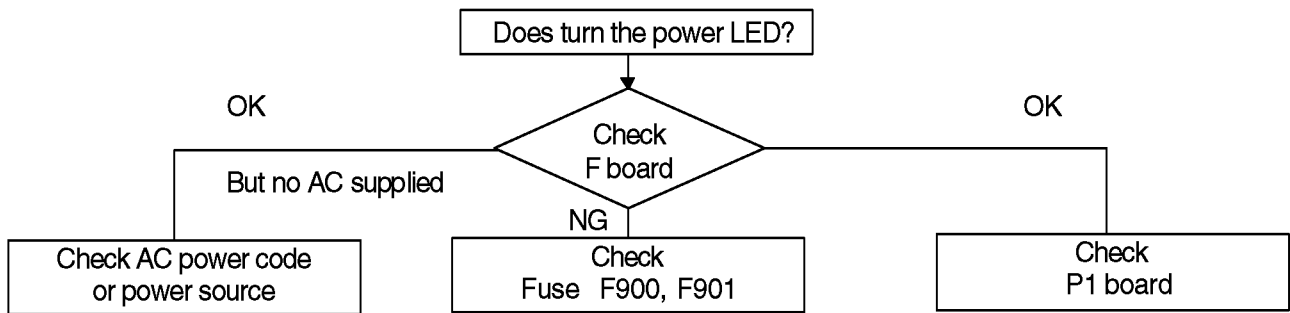 Does turn the power LED?
OK
OK
Check
F board
But no AC supplied
NG
Check AC power code
or power source
Check
Fuse F900, F901
Check
P1 board